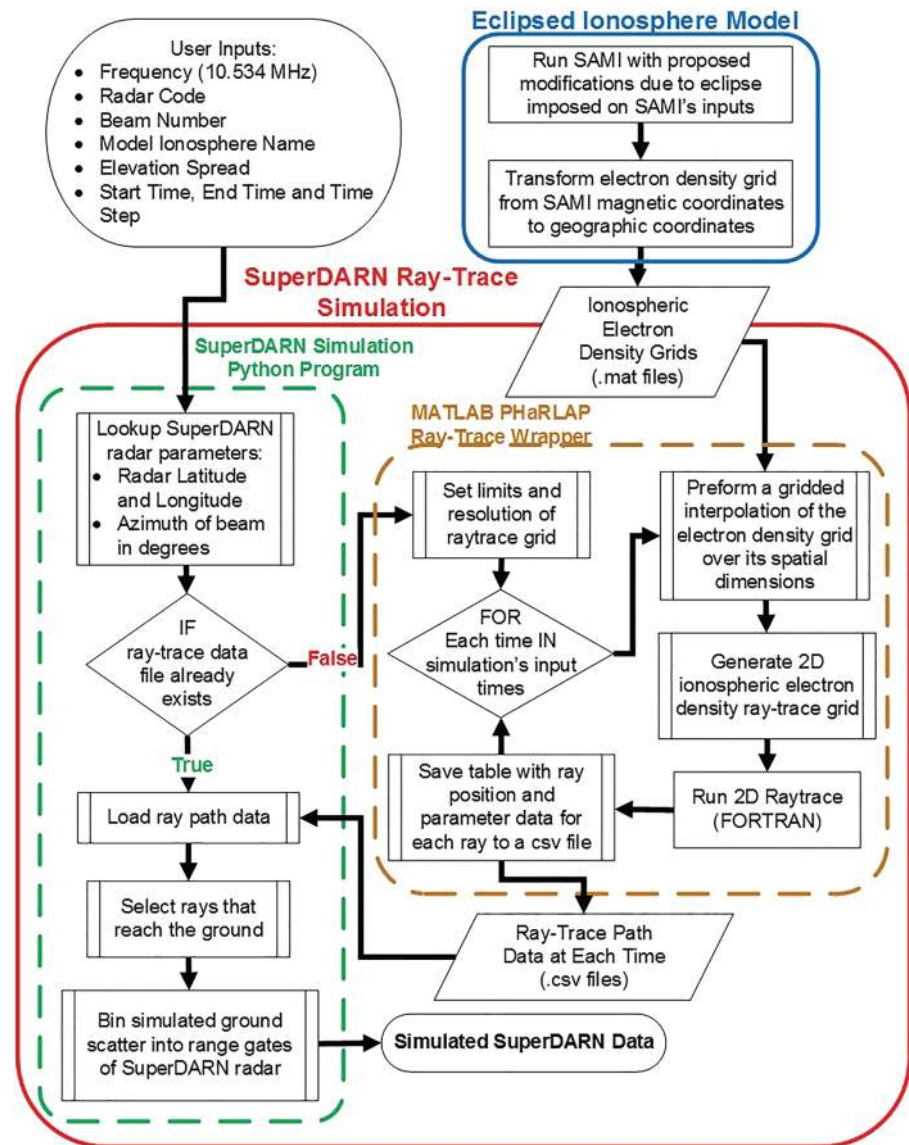 User Inputs:
• Frequency (10.534 MHz)
• Radar Code
• Beam Number
• Model Ionosphere Name
• Elevation Spread
• Start Time, End Time and Time
Step
Eclipsed Ionosphere Model
Run SAMI with proposed
modifications due to eclipse
imposed on SAMI's inputs
Transform electron density grid
from SAMI magnetic coordinates
to geographic coordinates
SuperDARN Ray-Trace
Simulation
Ionospheric
Electron
Density Grids
(.mat files)
SuperDARN Simulation
Python Program
Lookup SuperDARN
radar parameters:
• Radar Latitude
and Longitude
• Azimuth of beam
in degrees
IF
ray-trace data
file already
exists
False
True
Load ray path data
Select rays that
reach the ground
Bin simulated ground
scatter into range gates
of SuperDARN radar
MATLAB PHaRLAP
Ray-Trace Wrapper
Set limits and
resolution of
raytrace grid
FOR
Each time IN
simulation's input
times
Preform a gridded
interpolation of the
electron density grid
over its spatial
dimensions
Generate 2D
ionospheric electron
density ray-trace grid
Run 2D Raytrace
(FORTRAN)
Save table with ray
position and
parameter data for
each ray to a csv file
Ray-Trace Path
Data at Each Time
(.csv files)
Simulated SuperDARN Data